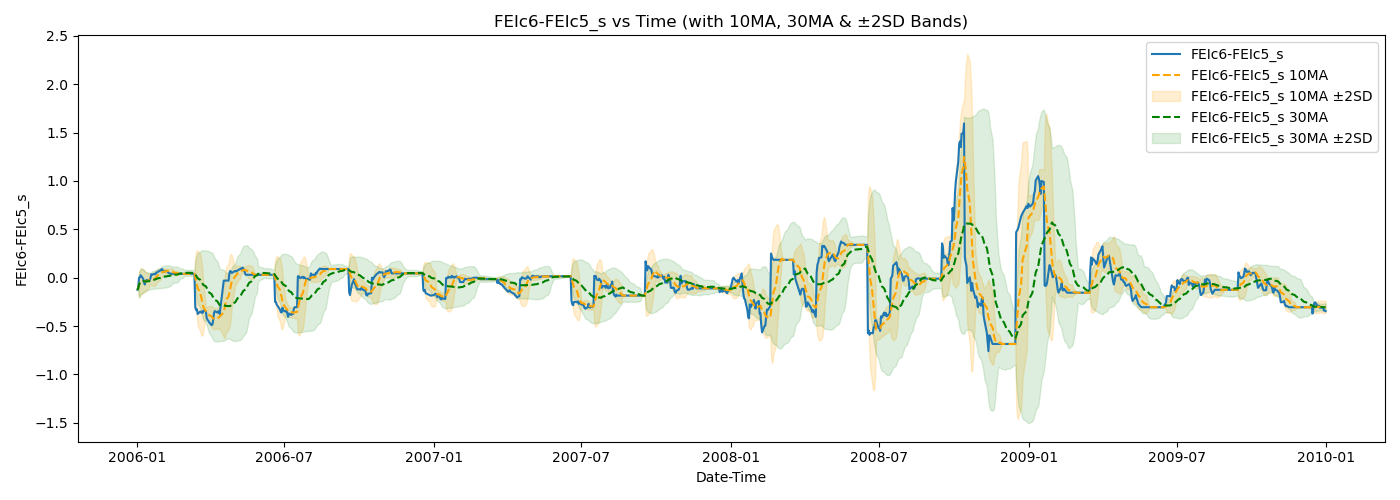 FEIc6-FEIc5_s vs Time (with 10MA, 30MA & ±2SD Bands)
FEIc6-FEIc5_s
FEIc6-FEIc5_s 10MA
FEIc6-FEIc5_s 10MA ±2SD
FEIc6-FEIc5_s 30MA
FEIc6-FEIc5_s 30MA ±2SD
2.5
2.0
1.5
1.0
0.5
0.0
−0.5
−1.0
−1.5
FEIc6-FEIc5_s
2006-01 2006-07 2007-01 2007-07 2008-01 2008-07 2009-01 2009-07 2010-01
Date-Time